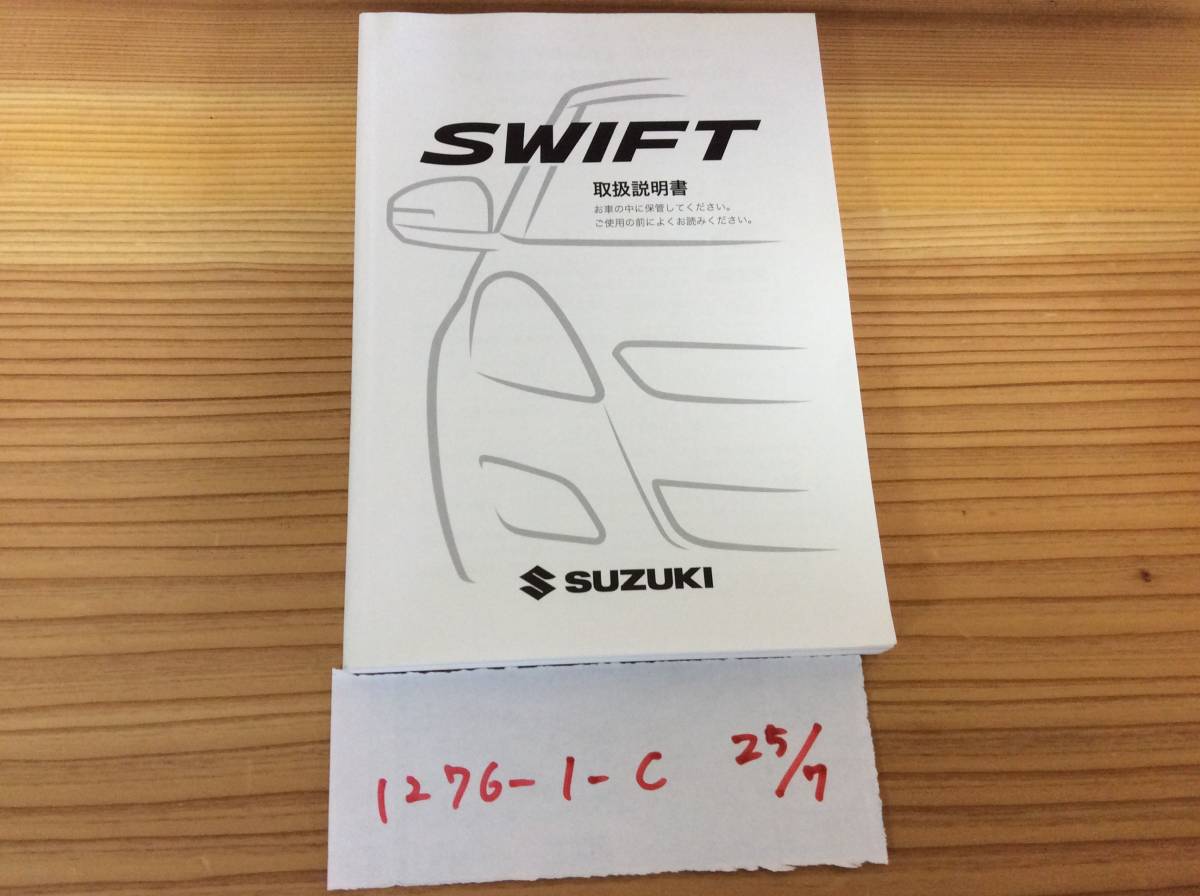 SWIFT
取扱説明書
お車の中に保管してください。
ご使用の前によくお読みください。
SUZUKI
1276-1-C 25/7